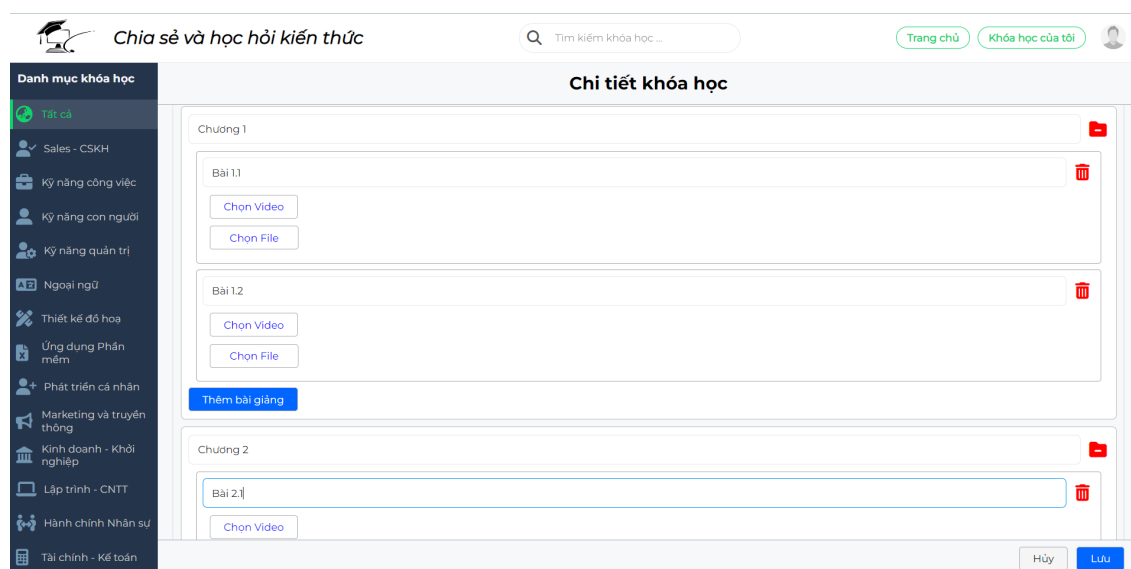 Chia sẻ và học hỏi kiến thức
Tìm kiếm khóa học ...
Trang chủ
Khóa học của tôi
Danh mục khóa học
Chi tiết khóa học
Tất cả
Sales - CSKH
Kỹ năng công việc
Kỹ năng con người
Kỹ năng quản trị
Ngoại ngữ
Thiết kế đồ hoạ
Ứng dụng Phần
mềm
Phát triển cá nhân
Marketing và truyền
thông
Kinh doanh - Khởi
nghiệp
Lập trình - CNTT
Hành chính Nhân sự
Tài chính - Kế toán
Chương 1
Bài 1.1
Chọn Video
Chọn File
Bài 1.2
Chọn Video
Chọn File
Thêm bài giảng
Chương 2
Bài 2.1
Chọn Video
Hủy
Lưu